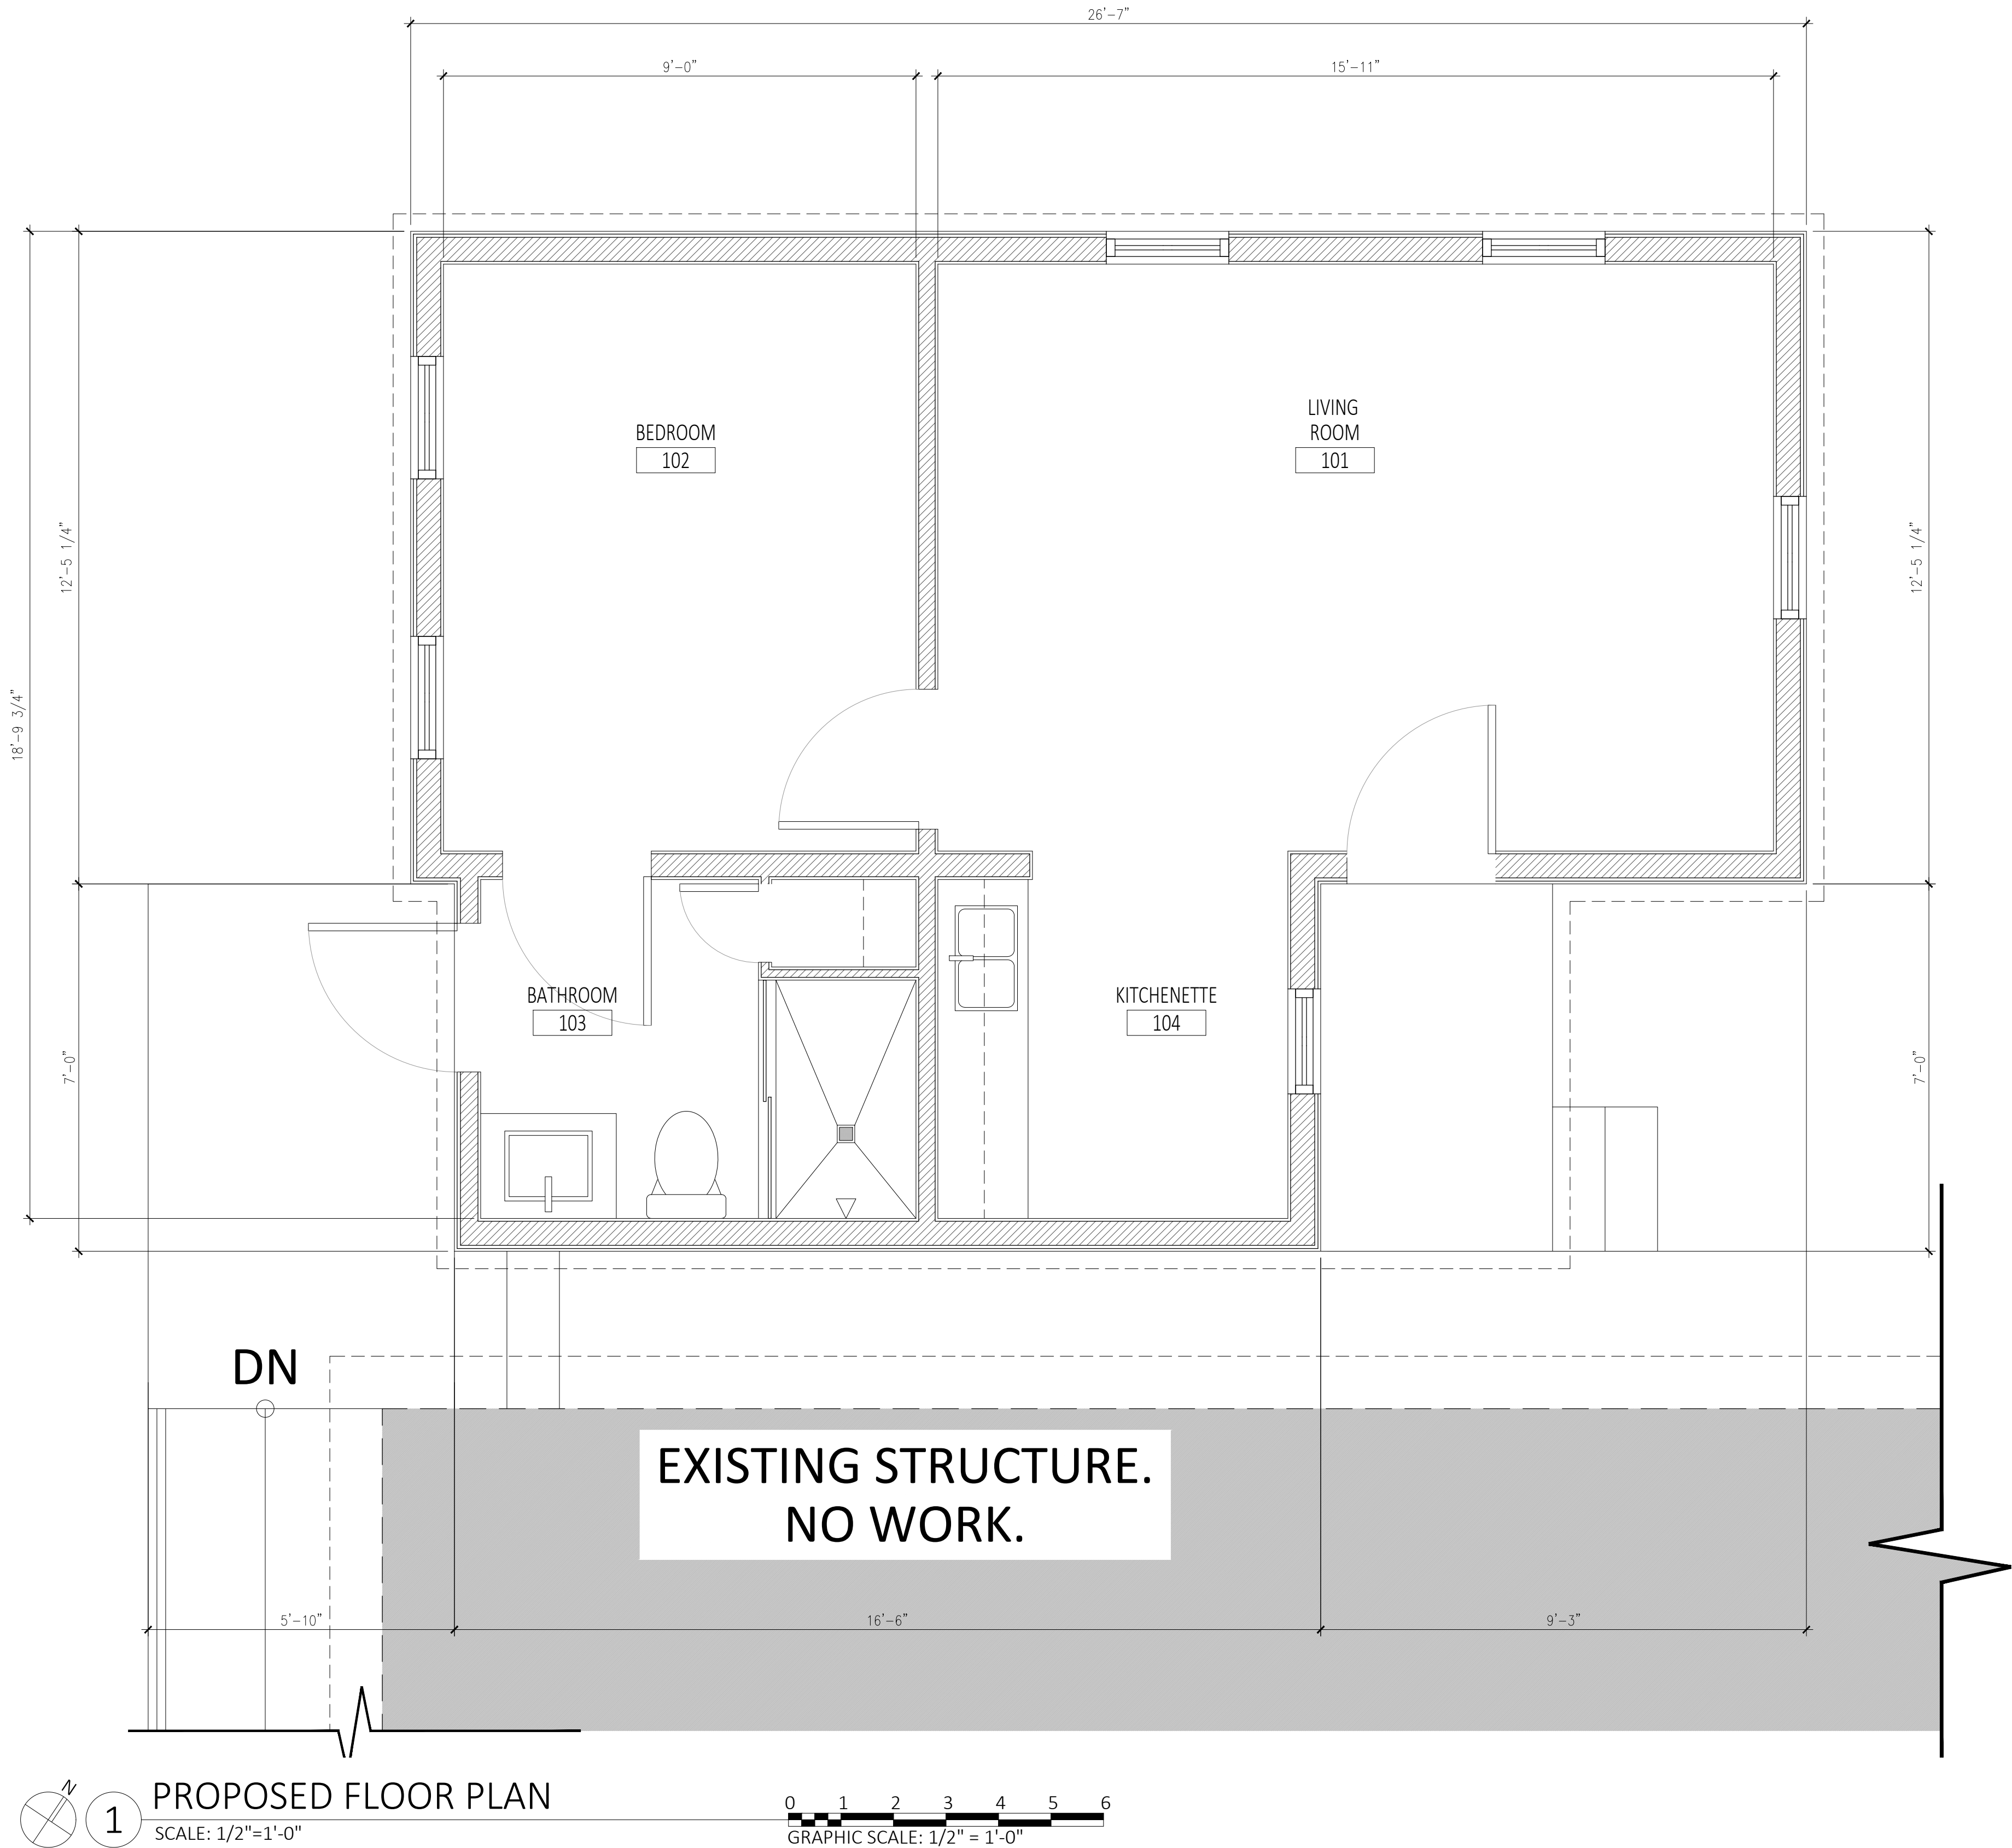 26'-7"
9'-0"
15'-11"
LIVING
ROOM
101
BEDROOM
102
12'-5 1/4"
12'-5 1/4"
18'-9 3/4"
BATHROOM
103
KITCHENETTE
104
7'-0"
7'-0"
DN
EXISTING STRUCTURE.
NO WORK.
5'-10"
16'-6"
9'-3"
N
1
PROPOSED FLOOR PLAN
SCALE: 1/2"=1'-0"
0 1 2 3 4 5 6
GRAPHIC SCALE: 1/2" = 1'-0"